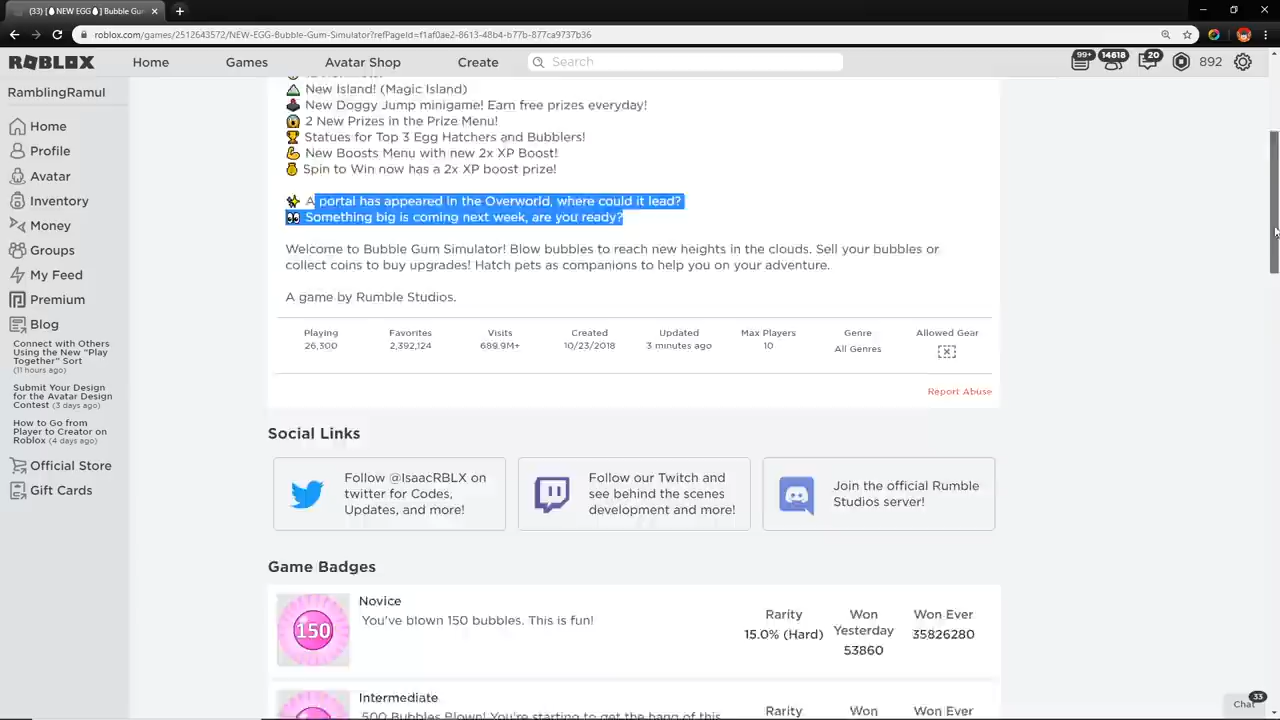 (33) [🥚NEW EGG🥚] Bubble Gu
roblox.com/games/2512643572/NEW-EGG-Bubble-Gum-Simulator?refPageId=f1af0ae2-8613-48b4-b77b-877ca9737b36
ROBLOX
Home
Games
Avatar Shop
Create
Search
99+
14618
20
892
RamblingRamul
Home
Profile
Avatar
Inventory
Money
Groups
My Feed
Premium
Blog
Connect with Others
Using the New "Play
Together" Sort
(11 hours ago)
Submit Your Design
for the Avatar Design
Contest (3 days ago)
How to Go from
Player to Creator on
Roblox (4 days ago)
Official Store
Gift Cards
New Island! (Magic Island)
New Doggy Jump minigame! Earn free prizes everyday!
2 New Prizes in the Prize Menu!
Statues for Top 3 Egg Hatchers and Bubblers!
New Boosts Menu with new 2x XP Boost!
Spin to Win now has a 2x XP boost prize!
A portal has appeared in the Overworld, where could it lead?
Something big is coming next week, are you ready?
Welcome to Bubble Gum Simulator! Blow bubbles to reach new heights in the clouds. Sell your bubbles or
collect coins to buy upgrades! Hatch pets as companions to help you on your adventure.
A game by Rumble Studios.
Playing Favorites Visits Created Updated Max Players Genre Allowed Gear
26,300 2,392,124 689.9M+ 10/23/2018 3 minutes ago 10 All Genres
Report Abuse
Social Links
Follow @IsaacRBLX on
twitter for Codes,
Updates, and more!
Follow our Twitch and
see behind the scenes
development and more!
Join the official Rumble
Studios server!
Game Badges
150
Novice
You've blown 150 bubbles. This is fun!
Rarity
15.0% (Hard)
Won
Yesterday
53860
Won Ever
35826280
Intermediate
500 Bubbles Blown! You're starting to get the hang of this
Rarity
Won
Won Ever
Chat
33